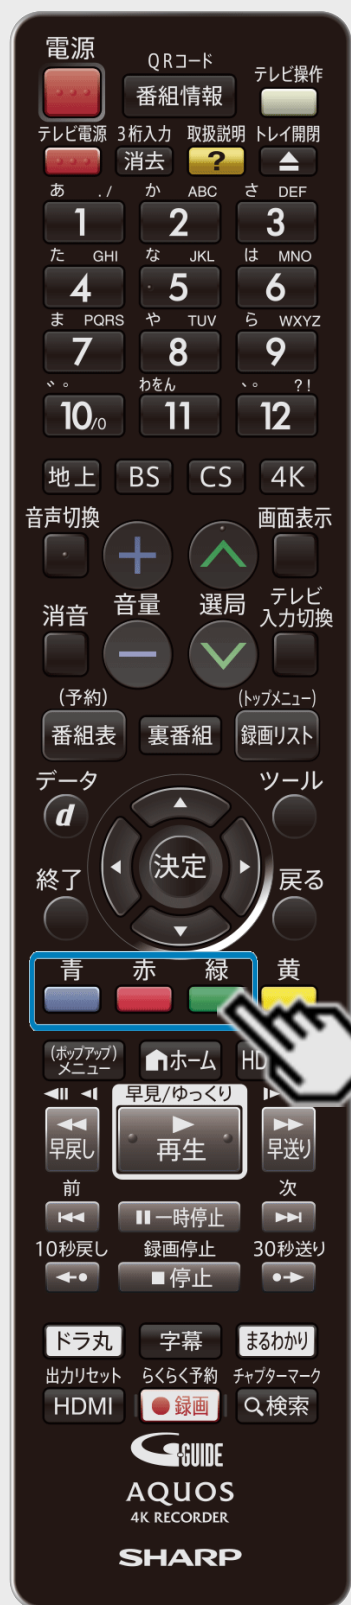 電源
QRコード
テレビ操作
番組情報
テレビ電源 3桁入力 取扱説明 トレイ開閉
消去 ?
あ ./ か ABC さ DEF
1 2 3
た GHI な JKL は MNO
4 5 6
ま PQRS や TUV ら WXYZ
7 8 9
゛゜ わをん 、。 ?!
10/0 11 12
地上 BS CS 4K
音声切換 画面表示
+
消音 音量 選局 テレビ
入力切換
−
(予約) (トップメニュー)
番組表 裏番組 録画リスト
データ ツール
d
決定
終了 戻る
青 赤 緑 黄
(ポップアップ)
メニュー ホーム HD
早見/ゆっくり
早戻し 再生 早送り
前 次
一時停止
10秒戻し 録画停止 30秒送り
停止
ドラ丸 字幕 まるわかり
出力リセット らくらく予約 チャプターマーク
HDMI 録画 検索
G-GUIDE
AQUOS
4K RECORDER
SHARP